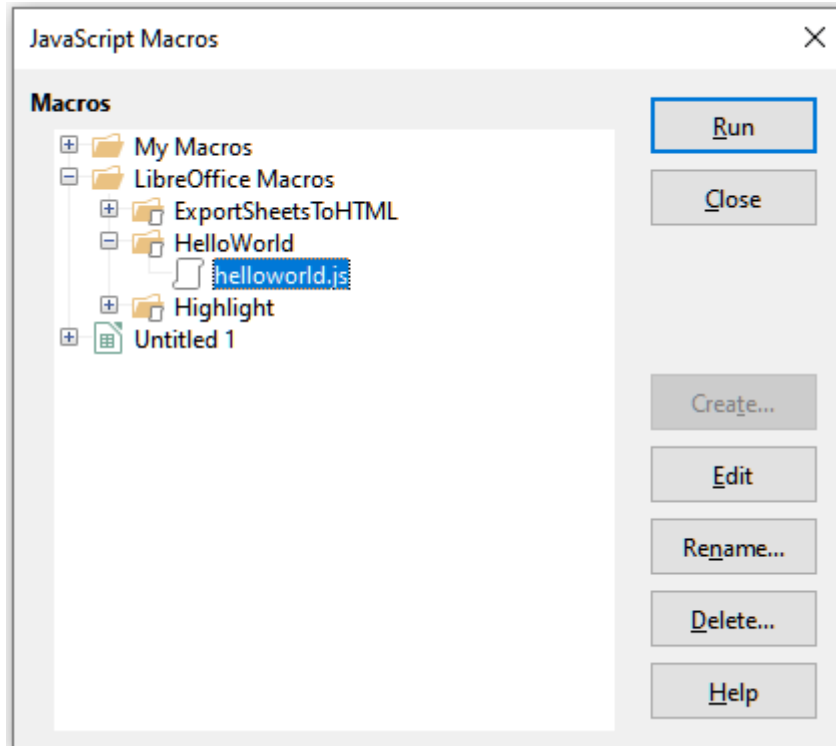 JavaScript Macros
Macros
My Macros
LibreOffice Macros
ExportSheetsToHTML
HelloWorld
helloworld.js
Highlight
Untitled 1
Run
Close
Create...
Edit
Rename...
Delete...
Help